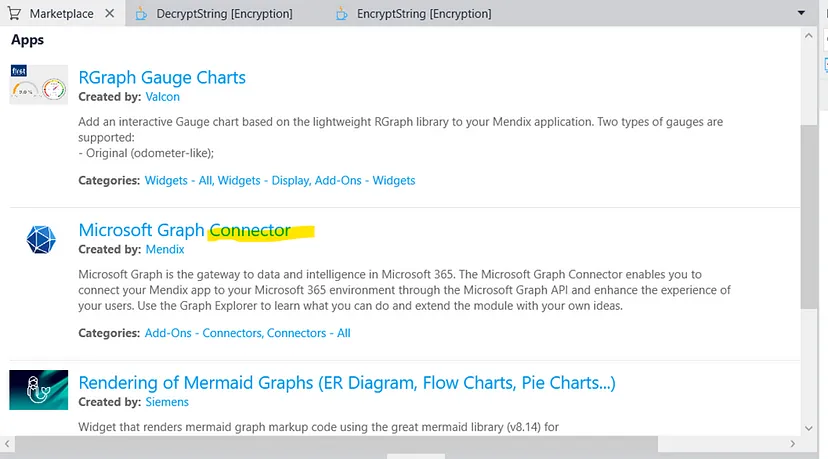 Marketplace
DecryptString [Encryption]
EncryptString [Encryption]
Apps
first
RGraph Gauge Charts
Created by: Valcon
Add an interactive Gauge chart based on the lightweight RGraph library to your Mendix application. Two types of gauges are
supported:
- Original (odometer-like);
Categories: Widgets - All, Widgets - Display, Add-Ons - Widgets
Microsoft Graph Connector
Created by: Mendix
Microsoft Graph is the gateway to data and intelligence in Microsoft 365. The Microsoft Graph Connector enables you to
connect your Mendix app to your Microsoft 365 environment through the Microsoft Graph API and enhance the experience of
your users. Use the Graph Explorer to learn what you can do and extend the module with your own ideas.
Categories: Add-Ons - Connectors, Connectors - All
Rendering of Mermaid Graphs (ER Diagram, Flow Charts, Pie Charts...)
Created by: Siemens
Widget that renders mermaid graph markup code using the great mermaid library (v8.14) for